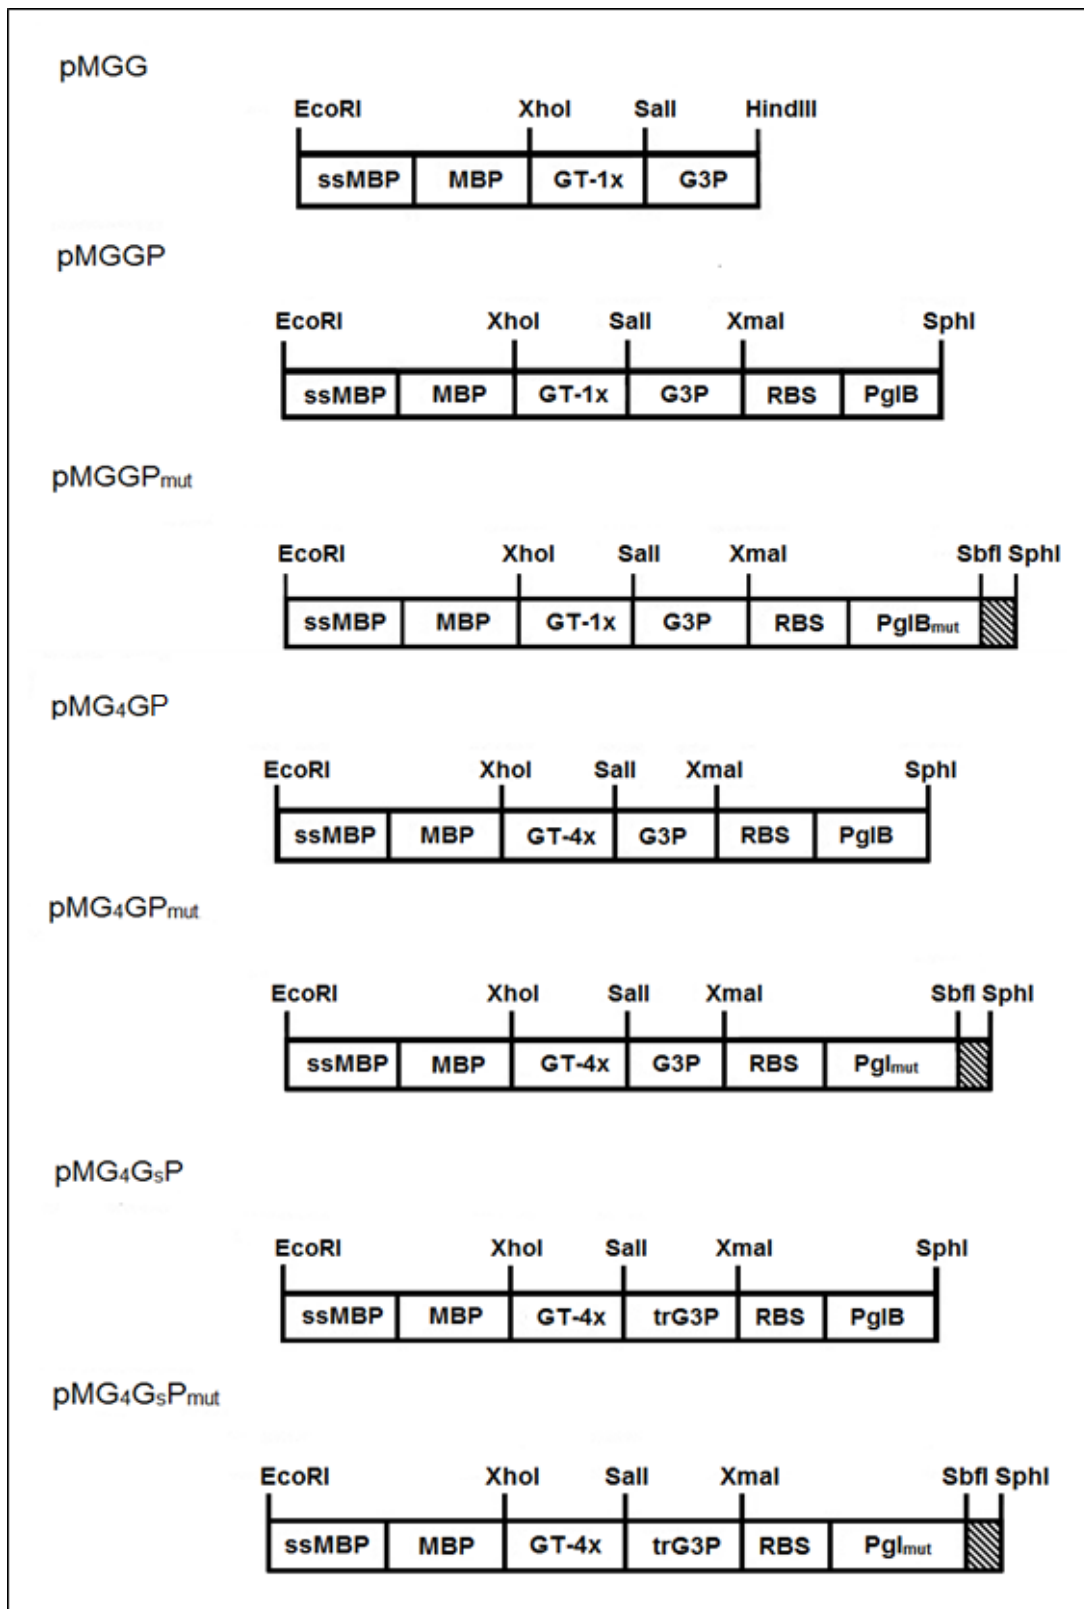 pMGG
EcoRI XhoI SalI HindIII
ssMBP MBP GT-1x G3P
pMGGP
EcoRI XhoI SalI XmaI SphI
ssMBP MBP GT-1x G3P RBS PglB
pMGGPmut
EcoRI XhoI SalI XmaI SbfI SphI
ssMBP MBP GT-1x G3P RBS PglBmut
pMG4GP
EcoRI XhoI SalI XmaI SphI
ssMBP MBP GT-4x G3P RBS PglB
pMG4GPmut
EcoRI XhoI SalI XmaI SbfI SphI
ssMBP MBP GT-4x G3P RBS Pglmut
pMG4GsP
EcoRI XhoI SalI XmaI SphI
ssMBP MBP GT-4x trG3P RBS PglB
pMG4GsPmut
EcoRI XhoI SalI XmaI SbfI SphI
ssMBP MBP GT-4x trG3P RBS Pglmut